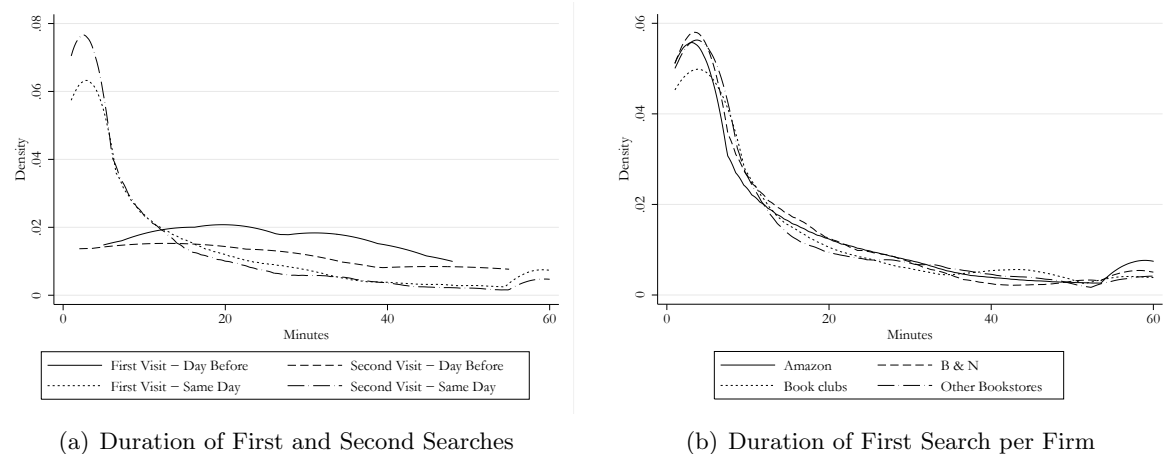 .08
.06
.04
.02
0
Density
0 20 40 60
Minutes
First Visit − Day Before Second Visit − Day Before
First Visit − Same Day Second Visit − Same Day
(a) Duration of First and Second Searches
.06
.04
.02
0
Density
0 20 40 60
Minutes
Amazon B & N
Book clubs Other Bookstores
(b) Duration of First Search per Firm